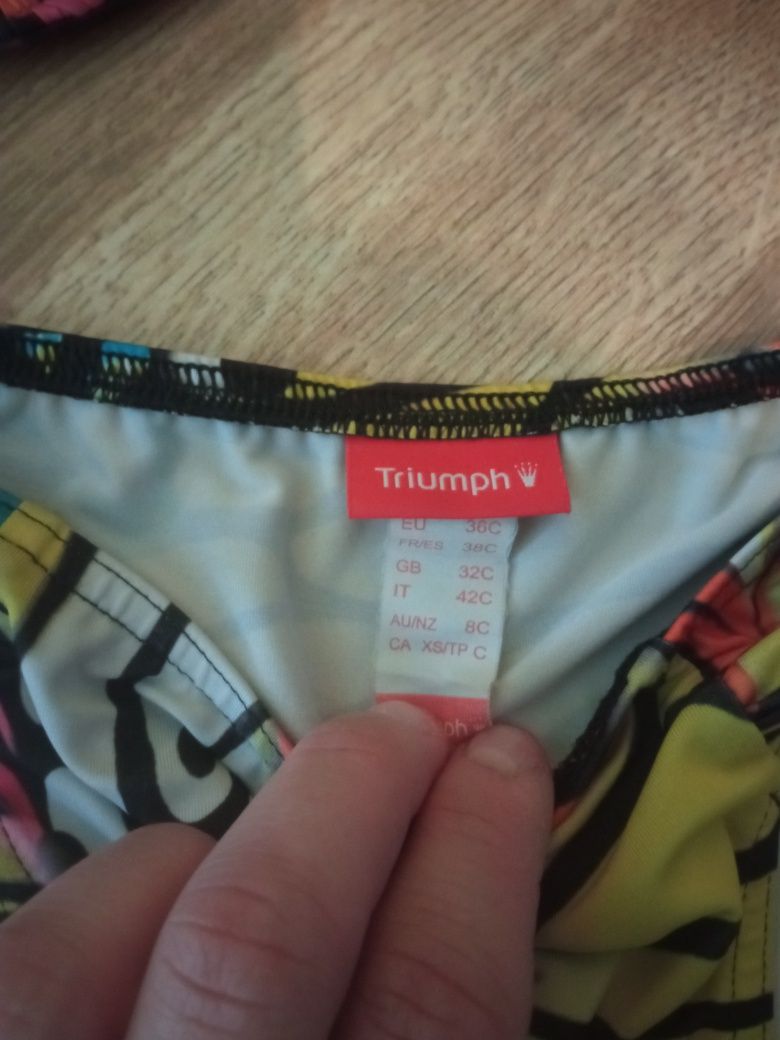 Triumph
EU 36C
FR/ES 38C
GB 32C
IT 42C
AU/NZ 8C
CA XS/TP C